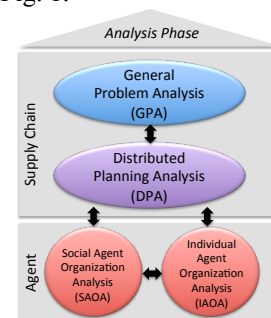 Analysis Phase
Supply Chain
General
Problem Analysis
(GPA)
Distributed
Planning Analysis
(DPA)
Agent
Social Agent
Organization
Analysis
(SAOA)
Individual
Agent
Organization
Analysis
(IAOA)